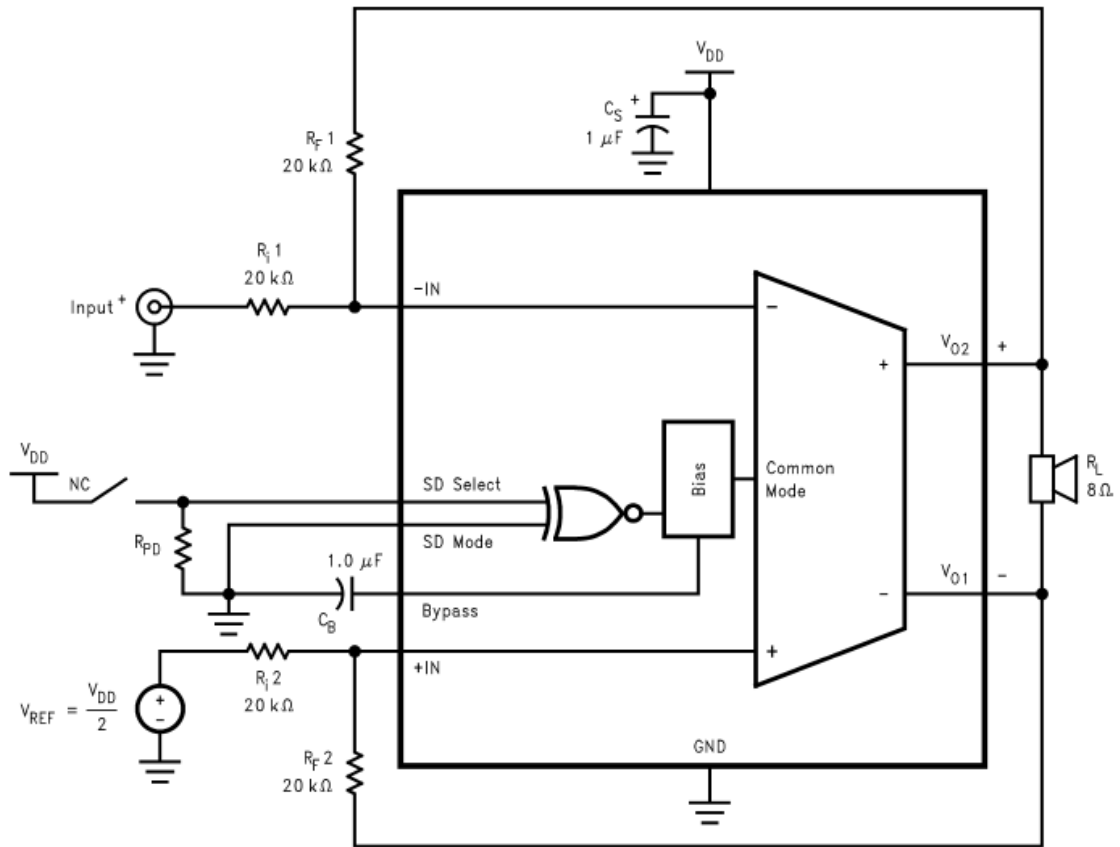 V_DD
C_S +
1 μF
R_F 1
20 kΩ
R_i 1
20 kΩ
Input +
-IN
-
V_O2 +
+
V_DD
NC
SD Select
Bias
Common
Mode
R_L
8Ω
R_PD
SD Mode
1.0 μF
C_B
Bypass
V_O1 -
-
+IN
+
R_i 2
20 kΩ
V_REF = V_DD/2
+
-
R_F 2
20 kΩ
GND